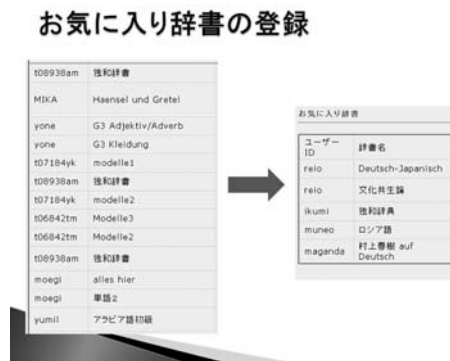 お気に入り辞書の登録
t08938am 独和辞書
MIKA Haensel und Gretel
yone G3 Adjektiv/Adverb
yone G3 Kleidung
t07184yk modelle1
t08938am 独和辞書
t07184yk modelle2
t06842tm Modelle3
t06842tm Modelle2
t08938am 独和辞書
moegi alles hier
moegi 単語2
yumil アラビア語初級
お気に入り辞書
ユーザー
ID 辞書名
reio Deutsch-Japanisch
reio 文化共生論
ikumi 独和辞典
muneo ロシア語
maganda 村上春樹 auf
Deutsch